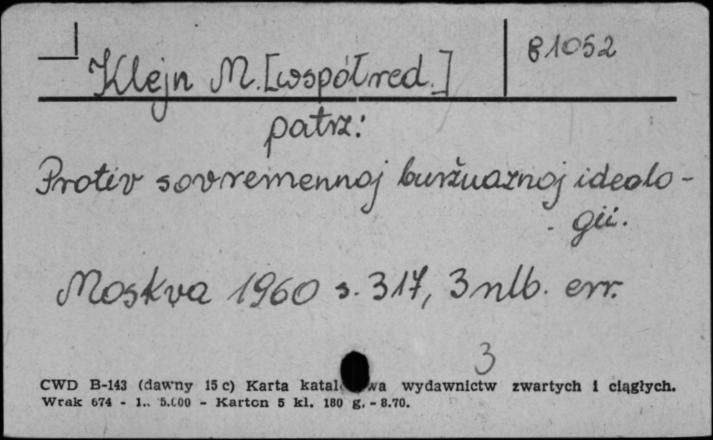 Klejn M. [współred.] 81052
patrz:
Protiv sovremennoj buržuaznoj ideolo-
gii.
Moskva 1960 s. 317, 3 nlb. err.
3
CWD B-143 (dawny 15 c) Karta katal wa wydawnictw zwartych i ciągłych.
Wrak 674 - 1.. 5.000 - Karton 5 kl. 180 g. - 8.70.